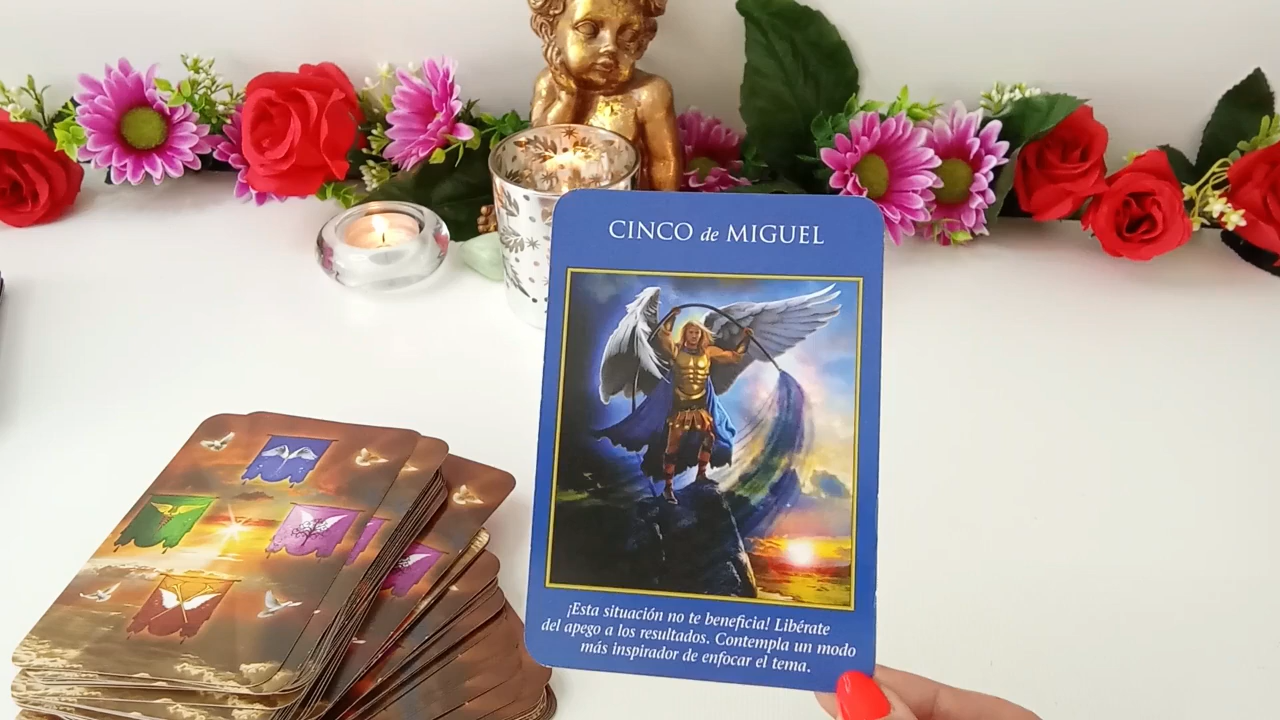 CINCO de MIGUEL
¡Esta situación no te beneficia! Libérate
del apego a los resultados. Contempla un modo
más inspirador de enfocar el tema.